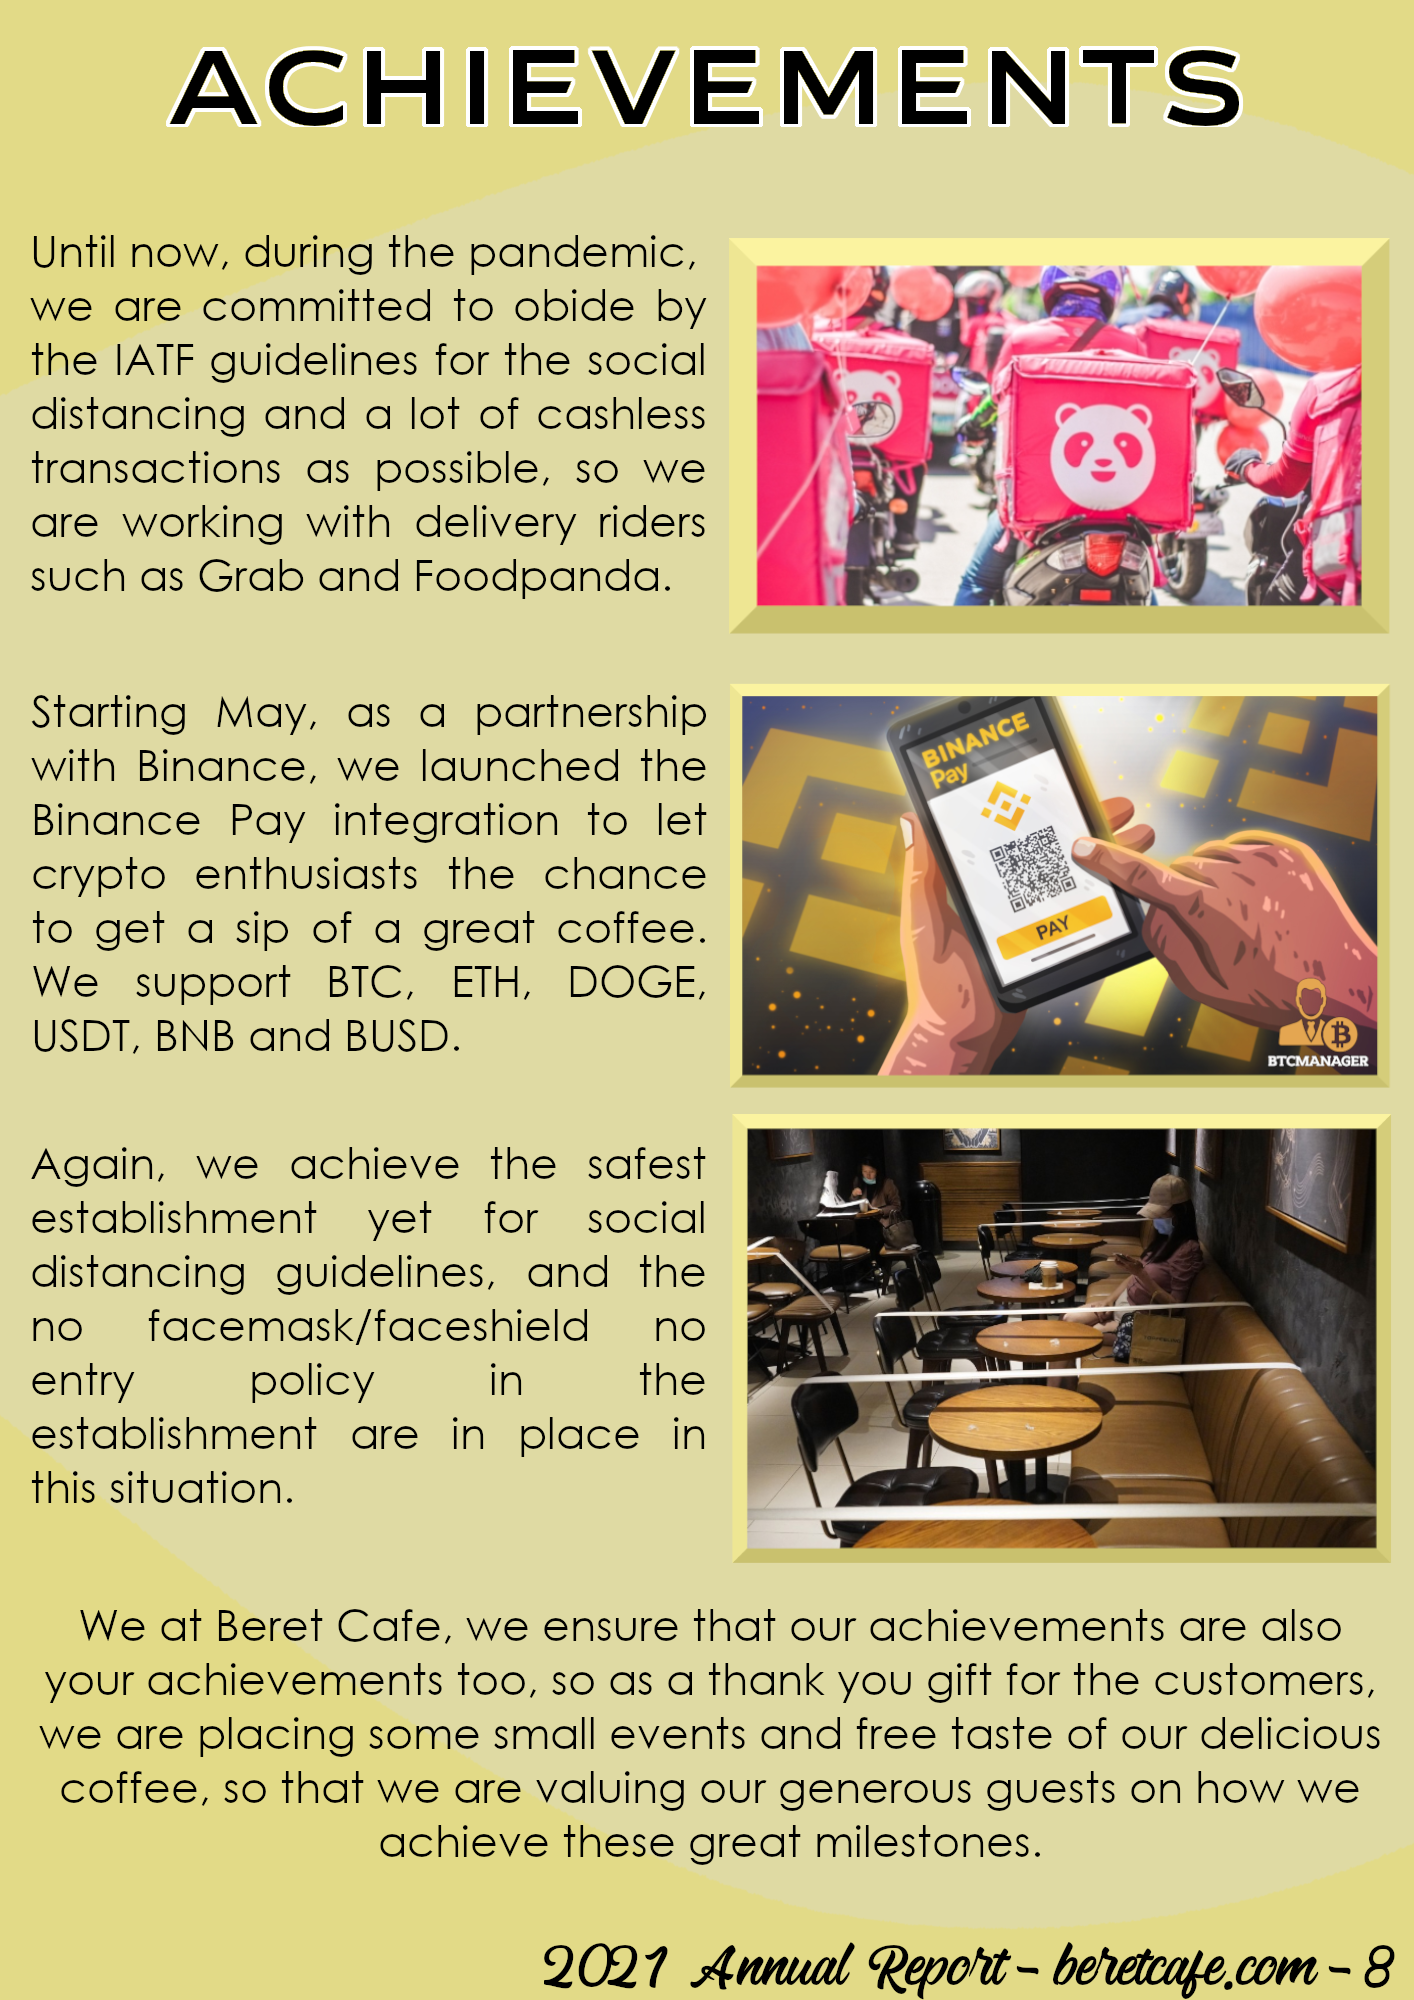 ACHIEVEMENTS
Until now, during the pandemic,
we are committed to obide by
the IATF guidelines for the social
distancing and a lot of cashless
transactions as possible, so we
are working with delivery riders
such as Grab and Foodpanda.
Starting May, as a partnership
with Binance, we launched the
Binance Pay integration to let
crypto enthusiasts the chance
to get a sip of a great coffee.
We support BTC, ETH, DOGE,
USDT, BNB and BUSD.
BINANCE
Pay
PAY
BTCMANAGER
Again, we achieve the safest
establishment yet for social
distancing guidelines, and the
no facemask/faceshield no
entry policy in the
establishment are in place in
this situation.
We at Beret Cafe, we ensure that our achievements are also
your achievements too, so as a thank you gift for the customers,
we are placing some small events and free taste of our delicious
coffee, so that we are valuing our generous guests on how we
achieve these great milestones.
2021 Annual Report - beretcafe.com - 8